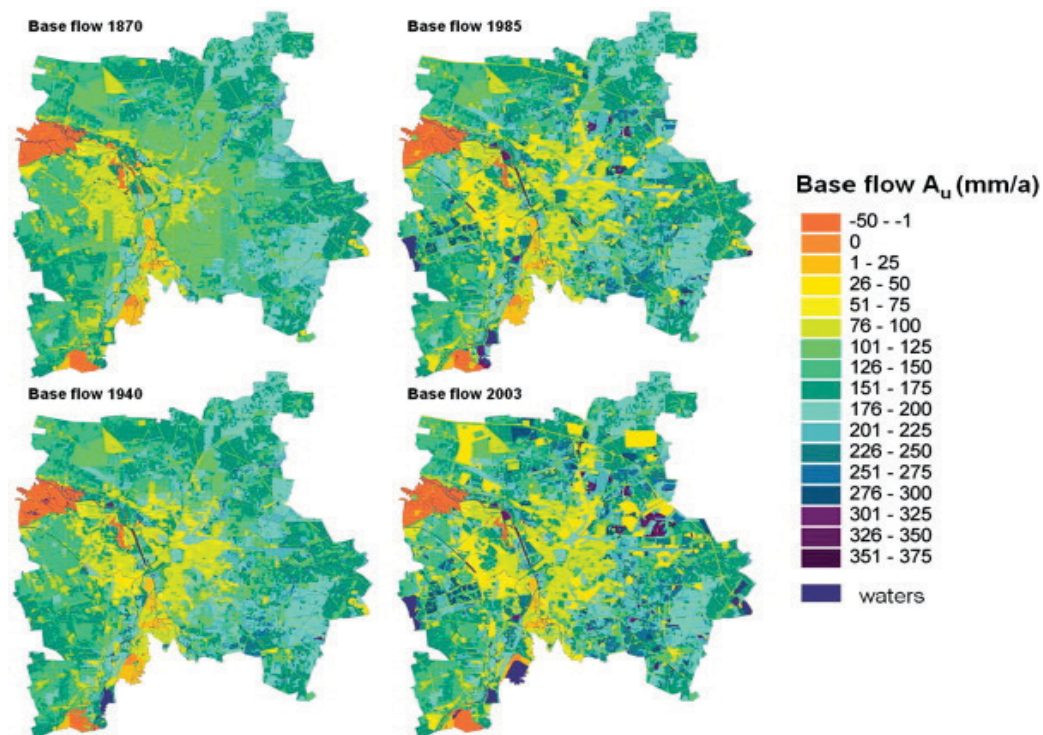 Base flow 1870
Base flow 1985
Base flow 1940
Base flow 2003
Base flow Au (mm/a)
-50 - -1
0
1 - 25
26 - 50
51 - 75
76 - 100
101 - 125
126 - 150
151 - 175
176 - 200
201 - 225
226 - 250
251 - 275
276 - 300
301 - 325
326 - 350
351 - 375
waters